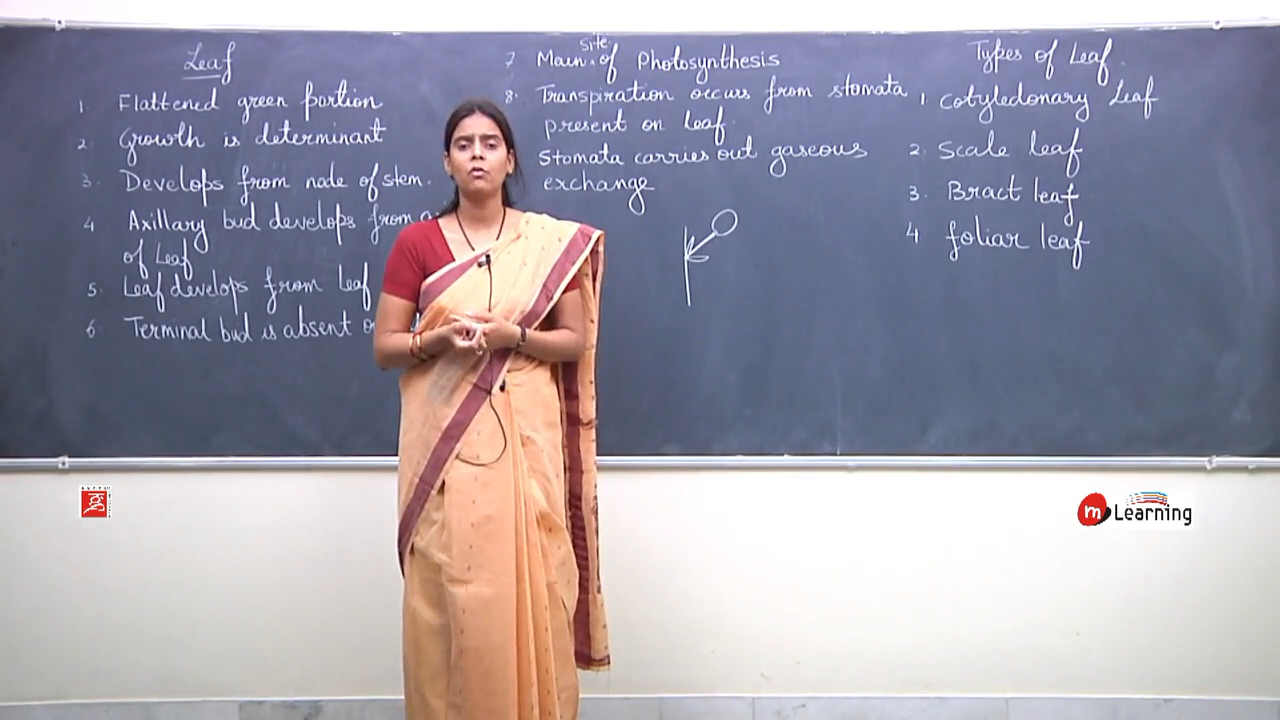 Leaf
1. Flattened green portion
2. Growth is determinant
3. Develops from node of stem.
4 Axillary bud develops from
of Leaf
5. Leaf develops from leaf
6 Terminal bud is absent
7 Main site of Photosynthesis
8. Transpiration occurs from stomata
present on Leaf.
Stomata carries out gaseous
exchange
Types of Leaf.
1. cotyledonary Leaf
2. Scale leaf
3. Bract leaf
4 foliar leaf
m Learning